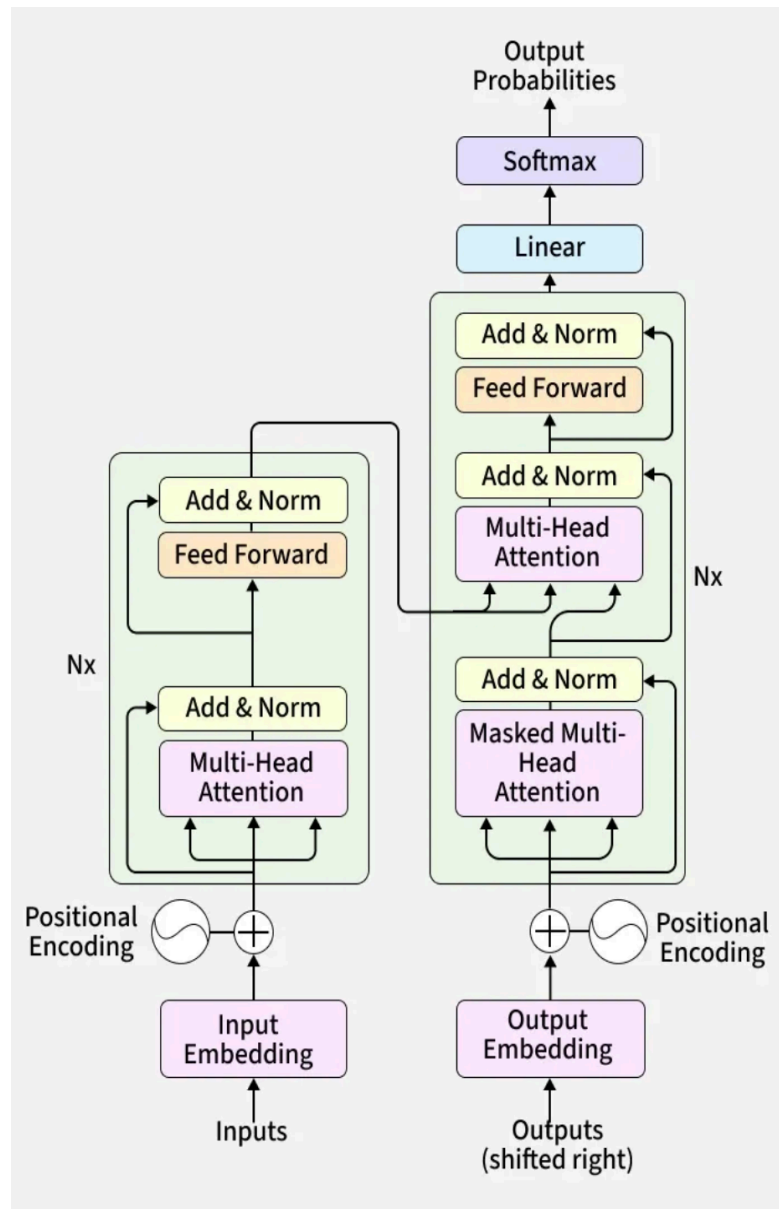 Output
Probabilities
Softmax
Linear
Add & Norm
Feed Forward
Add & Norm
Multi-Head
Attention
Nx
Add & Norm
Masked Multi-
Head
Attention
Add & Norm
Feed Forward
Nx
Add & Norm
Multi-Head
Attention
Positional
Encoding
Positional
Encoding
Input
Embedding
Output
Embedding
Inputs
Outputs
(shifted right)